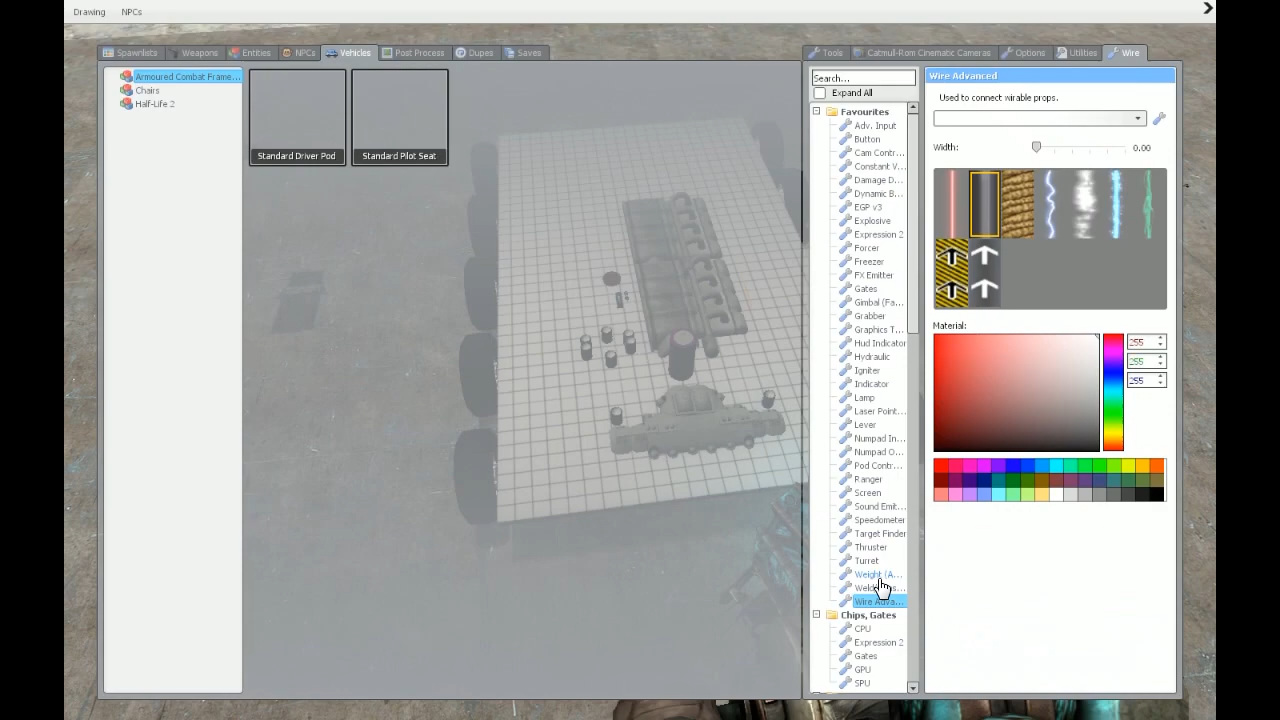 Drawing NPCs
Spawnlists Weapons Entities NPCs Vehicles Post Process Dupes Saves
Tools Catmull-Rom Cinematic Cameras Options Utilities Wire
Armoured Combat Frame...
Chairs
Half-Life 2
Standard Driver Pod
Standard Pilot Seat
Search...
Expand All
Favourites
Adv. Input
Button
Cam Contr...
Constant V...
Damage D...
Dynamic B...
EGP v3
Explosive
Expression 2
Forcer
Freezer
FX Emitter
Gates
Gimbal (Fa...
Grabber
Graphics T...
Hud Indicator
Hydraulic
Igniter
Indicator
Lamp
Laser Point...
Lever
Numpad In...
Numpad O...
Pod Contr...
Ranger
Screen
Sound Emit...
Speedometer
Target Finder
Thruster
Turret
Weight (A...
Wire Adva...
Chips, Gates
CPU
Expression 2
Gates
GPU
SPU
Wire Advanced
Used to connect wirable props.
Width: 0.00
Material:
255
255
255